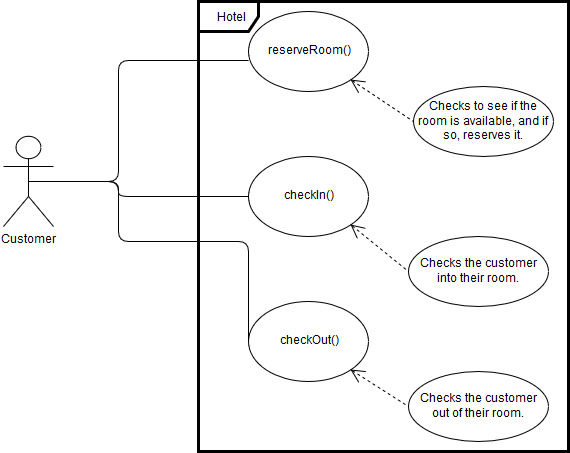 Hotel
reserveRoom()
Checks to see if the
room is available, and if
so, reserves it.
Customer
checkIn()
Checks the customer
into their room.
checkOut()
Checks the customer
out of their room.